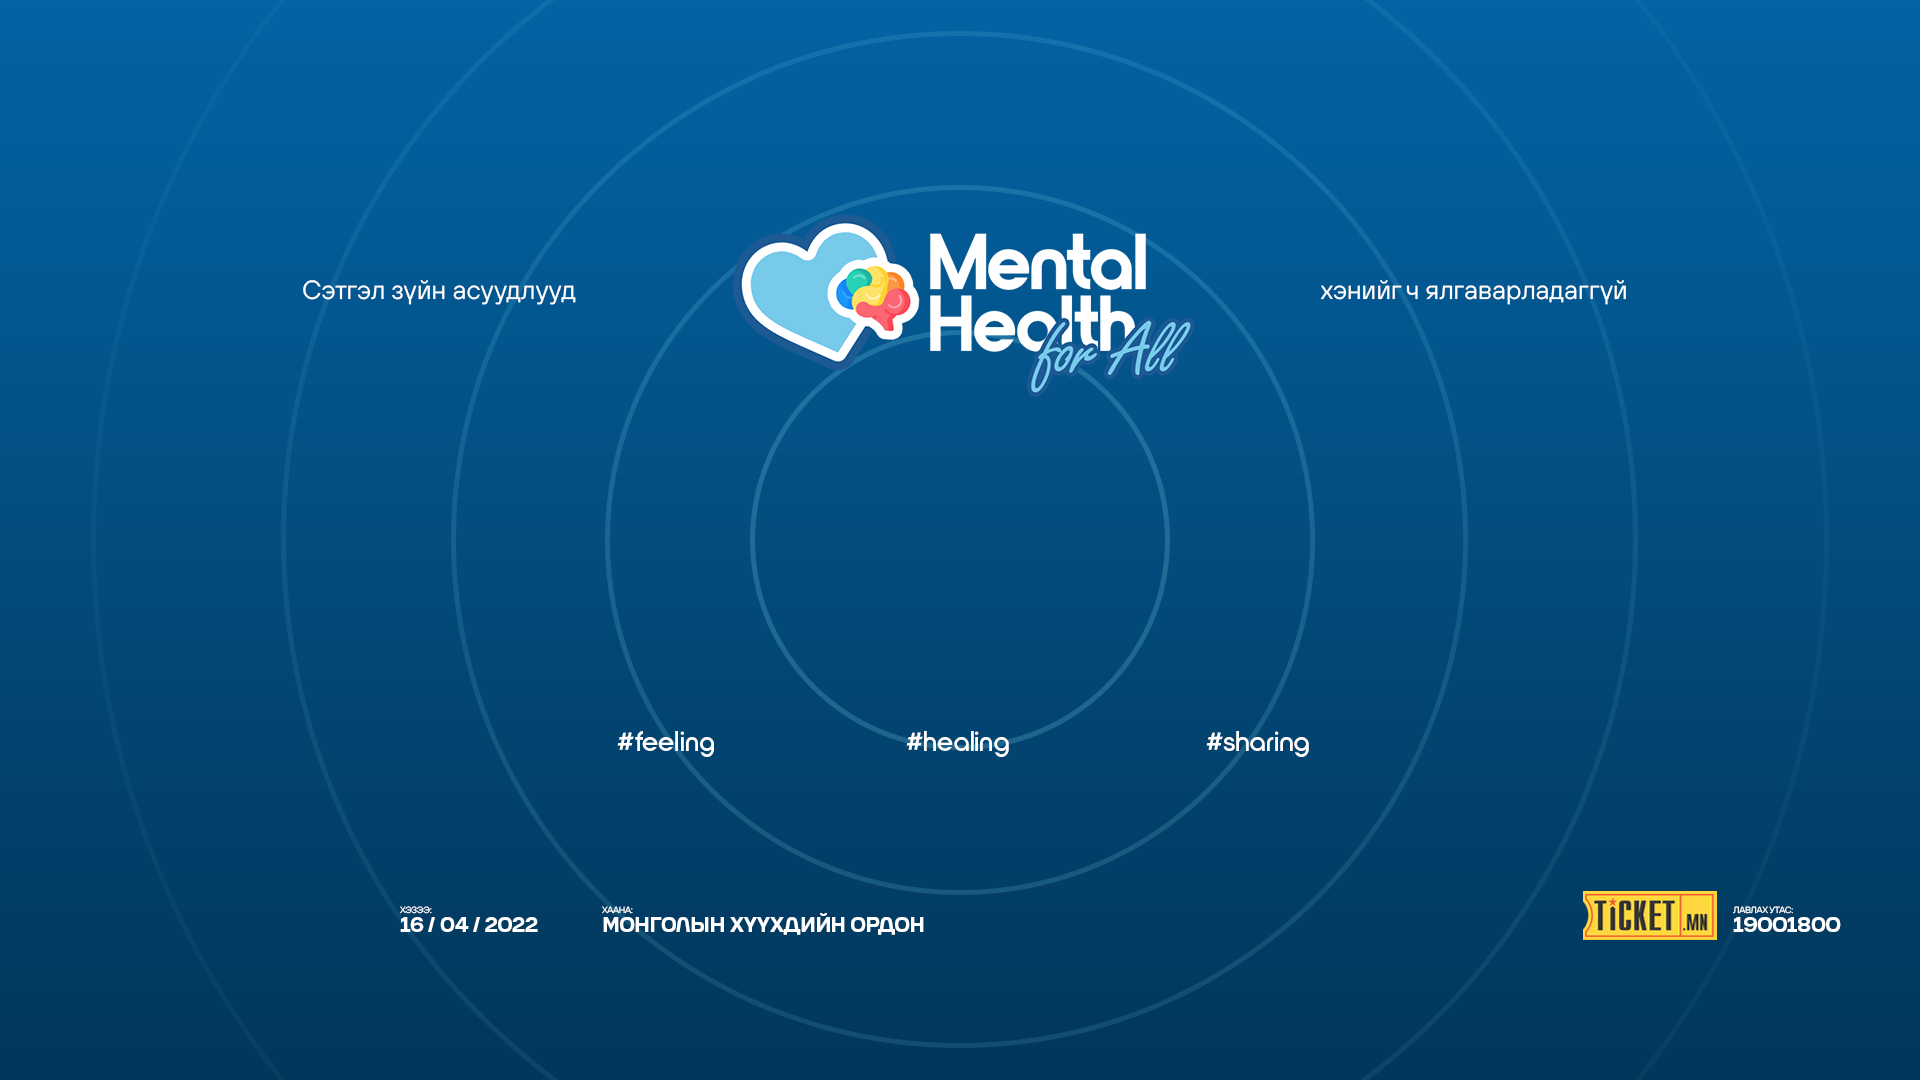 Сэтгэл зүйн асуудлууд
Mental
Health
for All
хэнийг ч ялгаварладаггүй
#feeling
#healing
#sharing
ХЭЗЭЭ:
16 / 04 / 2022
ХААНА:
МОНГОЛЫН ХҮҮХДИЙН ОРДОН
TiCKET.MN
ЛАВЛАХ УТАС:
19001800